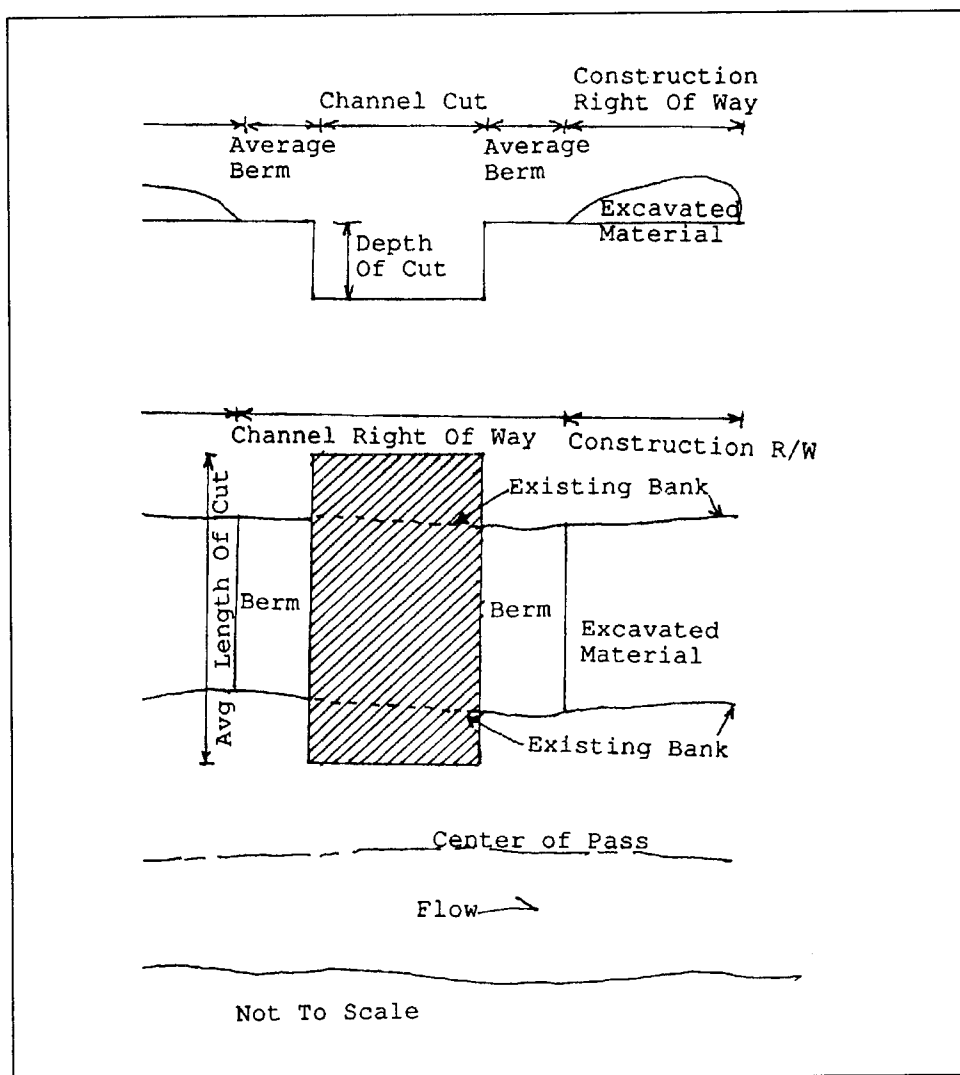 Construction
Right Of Way
Channel Cut
Average
Berm
Average
Berm
Excavated
Material
Depth
Of Cut
Channel Right Of Way
Construction R/W
Existing Bank
Avg Length Of Cut
Berm
Berm
Excavated
Material
Existing Bank
Center of Pass
Flow
Not To Scale